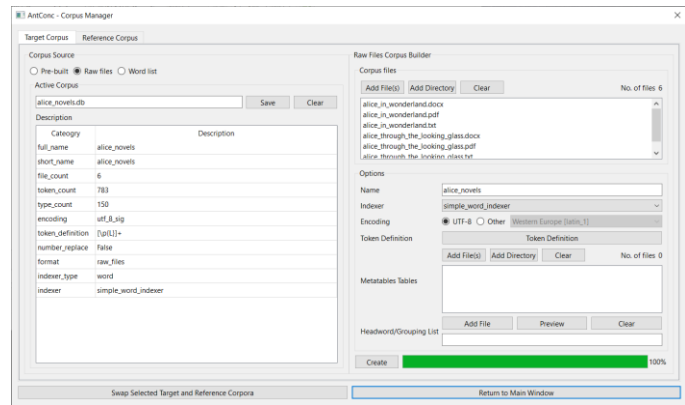 AntConc - Corpus Manager
Target Corpus Reference Corpus
Corpus Source
Pre-built Raw files Word list
Active Corpus
alice_novels.db Save Clear
Description
Cateogry Description
full_name alice_novels
short_name alice_novels
file_count 6
token_count 783
type_count 150
encoding utf_8_sig
token_definition [\p{L}]+
number_replace False
format raw_files
indexer_type word
indexer simple_word_indexer
Swap Selected Target and Reference Corpora
Raw Files Corpus Builder
Corpus files
Add File(s) Add Directory Clear No. of files 6
alice_in_wonderland.docx
alice_in_wonderland.pdf
alice_in_wonderland.txt
alice_through_the_looking_glass.docx
alice_through_the_looking_glass.pdf
alice_through_the_looking_glass.txt
Options
Name alice_novels
Indexer simple_word_indexer
Encoding UTF-8 Other Western Europe [latin_1]
Token Definition Token Definition
Add File(s) Add Directory Clear No. of files 0
Metatables Tables
Add File Preview Clear
Headword/Grouping List
Create 100%
Return to Main Window